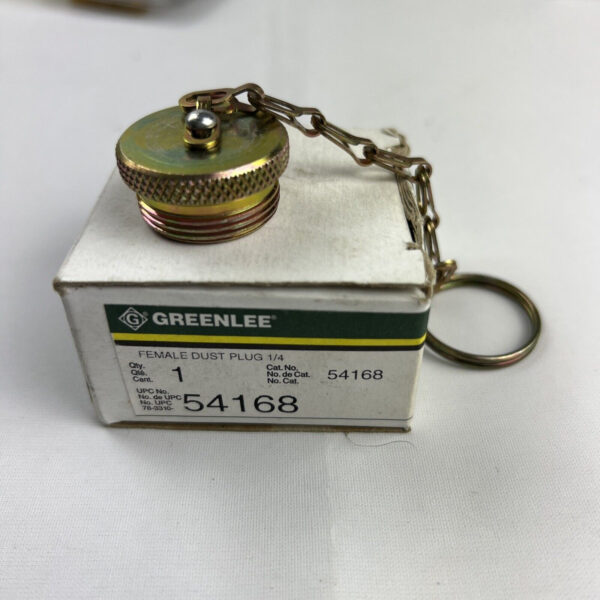 G GREENLEE®
FEMALE DUST PLUG 1/4
Qty.
Qté.
Cant.
1
Cat. No.
No. de Cat.
No. Cat.
54168
UPC No.
No. de UPC
No. UPC
78-3310-
54168